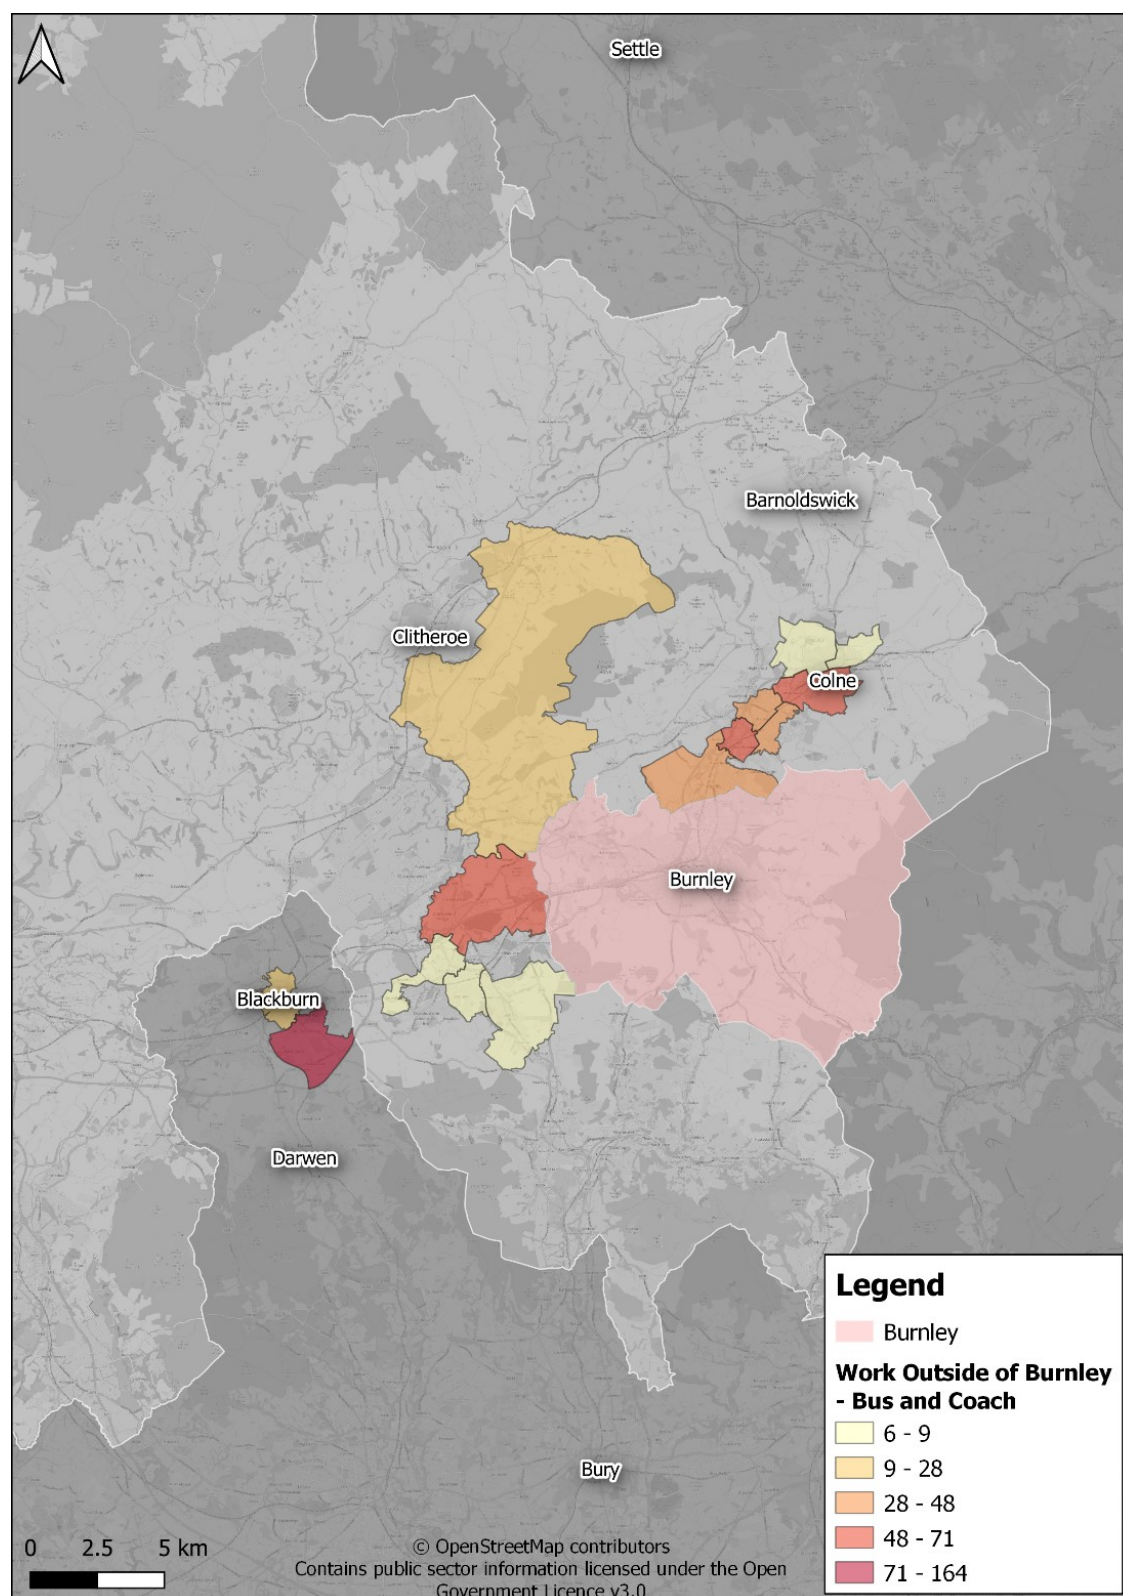 Settle
Barnoldswick
Clitheroe
Colne
Burnley
Blackburn
Darwen
Bury
Legend
Burnley
Work Outside of Burnley
- Bus and Coach
6 - 9
9 - 28
28 - 48
48 - 71
71 - 164
0 2.5 5 km
© OpenStreetMap contributors
Contains public sector information licensed under the Open
Government Licence v3.0